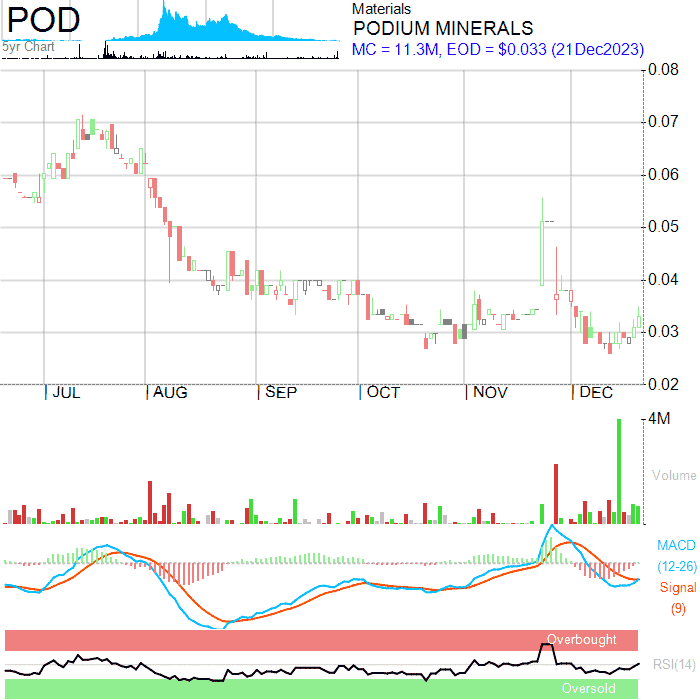 POD
5yr Chart
Materials
PODIUM MINERALS
MC = 11.3M, EOD = $0.033 (21Dec2023)
0.08
0.07
0.06
0.05
0.04
0.03
0.02
JUL AUG SEP OCT NOV DEC
4M
Volume
MACD
(12-26)
Signal
(9)
Overbought
RSI(14)
Oversold